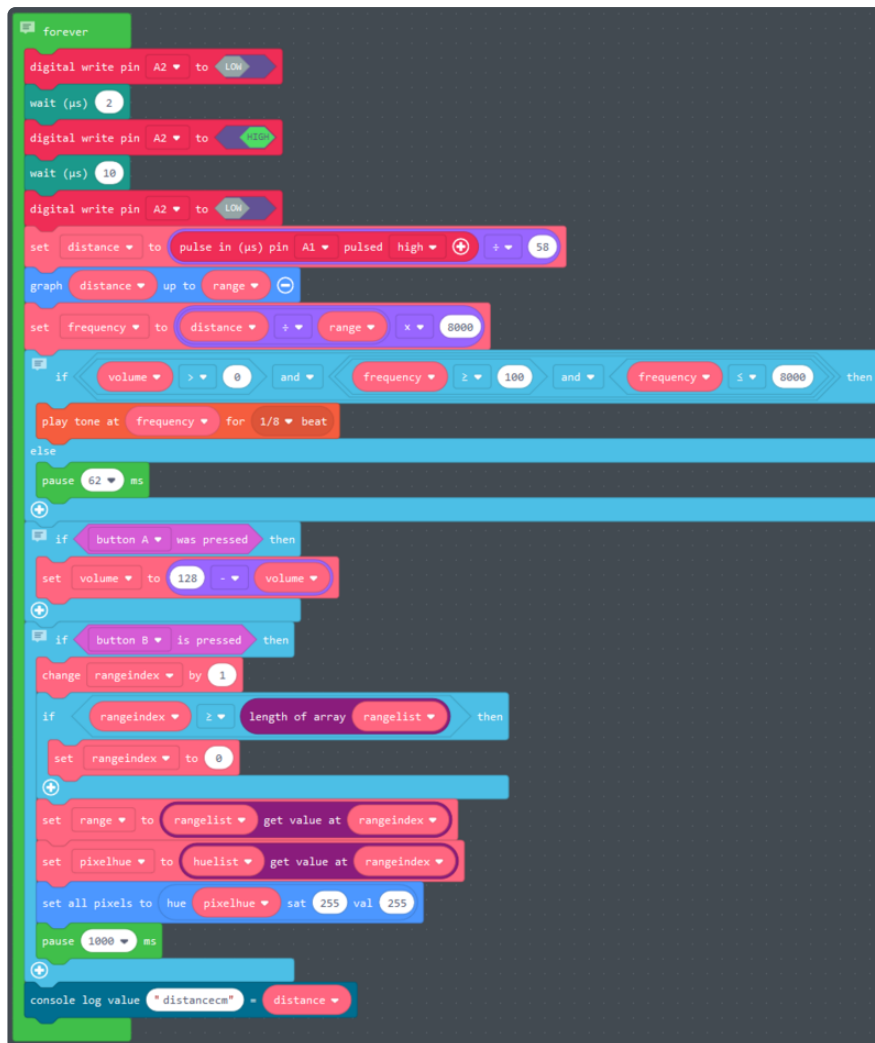 forever
digital write pin A2 to LOW
wait (µs) 2
digital write pin A2 to HIGH
wait (µs) 10
digital write pin A2 to LOW
set distance to pulse in (µs) pin A1 pulsed high ÷ 58
graph distance up to range
set frequency to distance ÷ range x 8000
if volume > 0 and frequency ≥ 100 and frequency ≤ 8000 then
play tone at frequency for 1/8 beat
else
pause 62 ms
if button A was pressed then
set volume to 128 - volume
if button B is pressed then
change rangeindex by 1
if rangeindex ≥ length of array rangelist then
set rangeindex to 0
set range to rangelist get value at rangeindex
set pixelhue to huelist get value at rangeindex
set all pixels to hue pixelhue sat 255 val 255
pause 1000 ms
console log value "distancecm" = distance